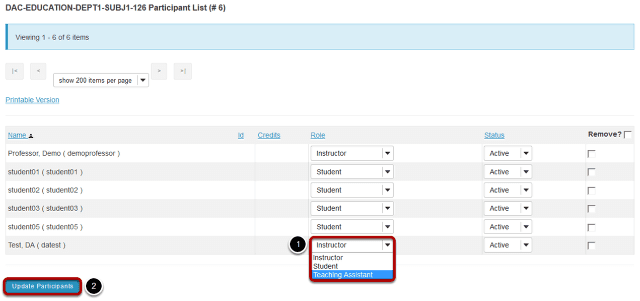 DAC-EDUCATION-DEPT1-SUBJ1-126 Participant List (# 6)
Viewing 1 - 6 of 6 items
|< < show 200 items per page > >|
Printable Version
Name Id Credits Role Status Remove?
Professor, Demo ( demoprofessor ) Instructor Active
student01 ( student01 ) Student Active
student02 ( student02 ) Student Active
student03 ( student03 ) Student Active
student05 ( student05 ) Student Active
Test, DA ( datest ) 1 Instructor Active
Instructor
Student
Teaching Assistant
Update Participants 2